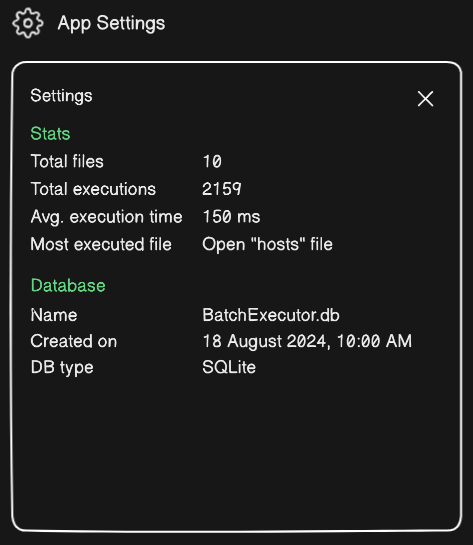 App Settings
Settings
Stats
Total files 10
Total executions 2159
Avg. execution time 150 ms
Most executed file Open "hosts" file
Database
Name BatchExecutor.db
Created on 18 August 2024, 10:00 AM
DB type SQLite